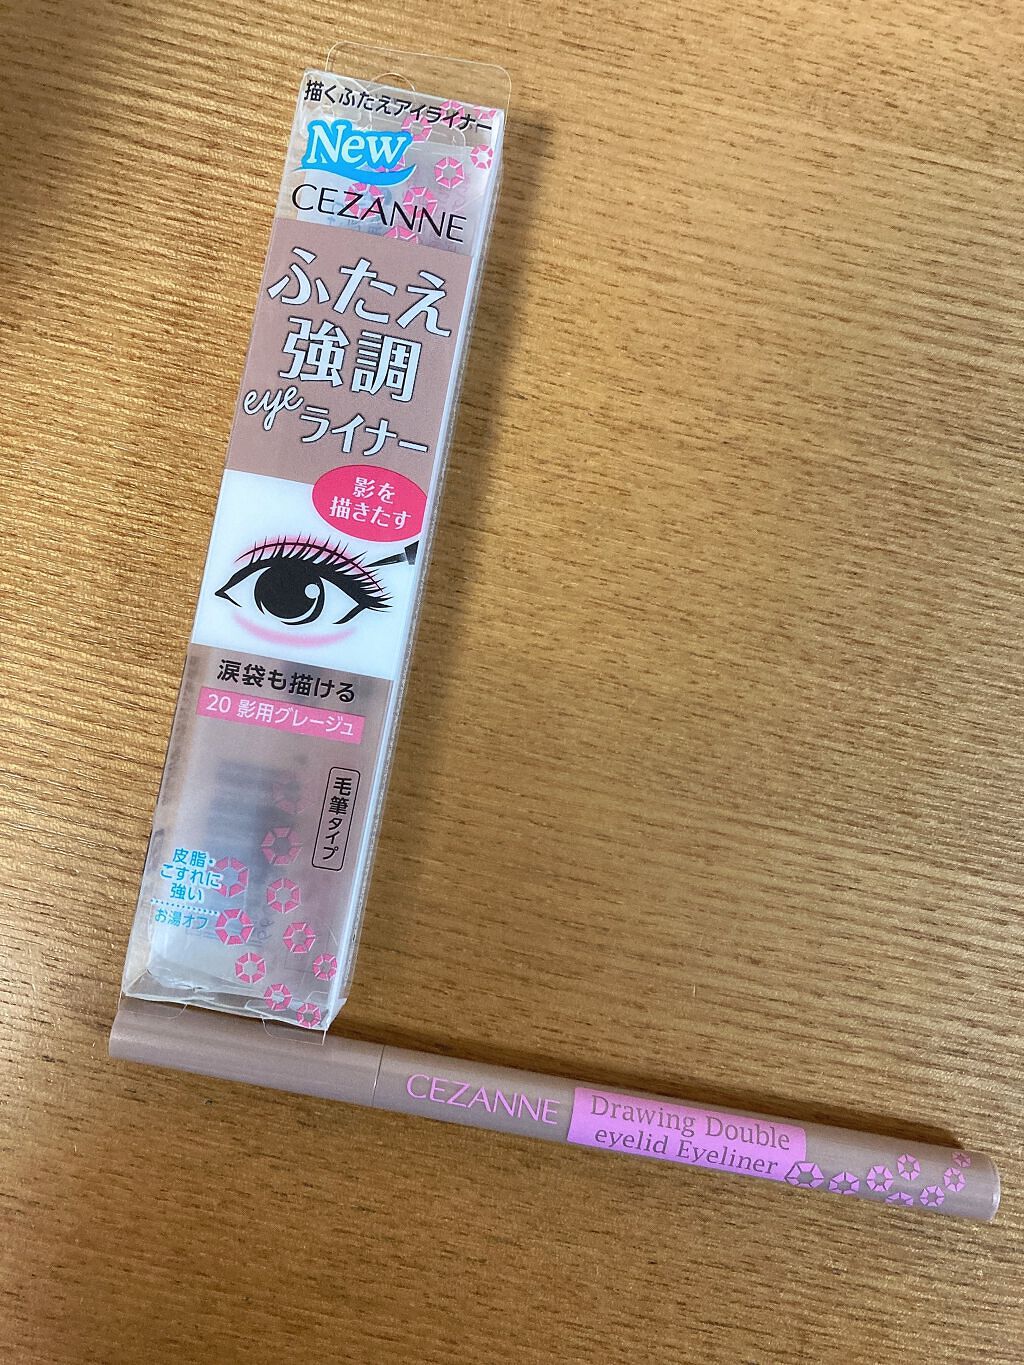 描くふたえアイライナー
New
CEZANNE
ふたえ
強調
eye
ライナー
影を
描きたす
涙袋も描ける
20 影用グレージュ
毛筆タイプ
皮脂・
こすれに
強い
お湯オフ
CEZANNE
Drawing Double
eyelid Eyeliner